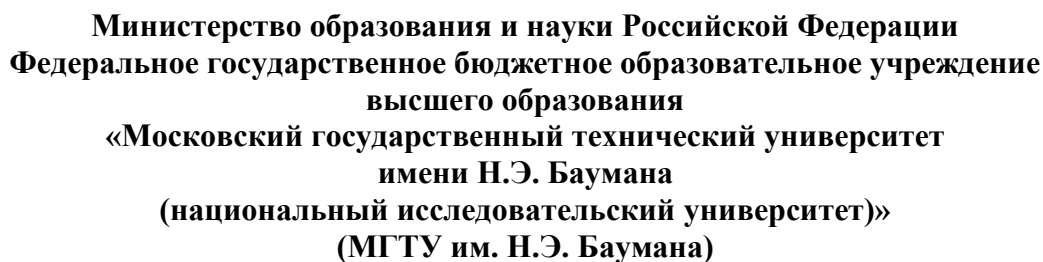 Министерство образования и науки Российской Федерации
Федеральное государственное бюджетное образовательное учреждение
высшего образования
«Московский государственный технический университет
имени Н.Э. Баумана
(национальный исследовательский университет)»
(МГТУ им. Н.Э. Баумана)